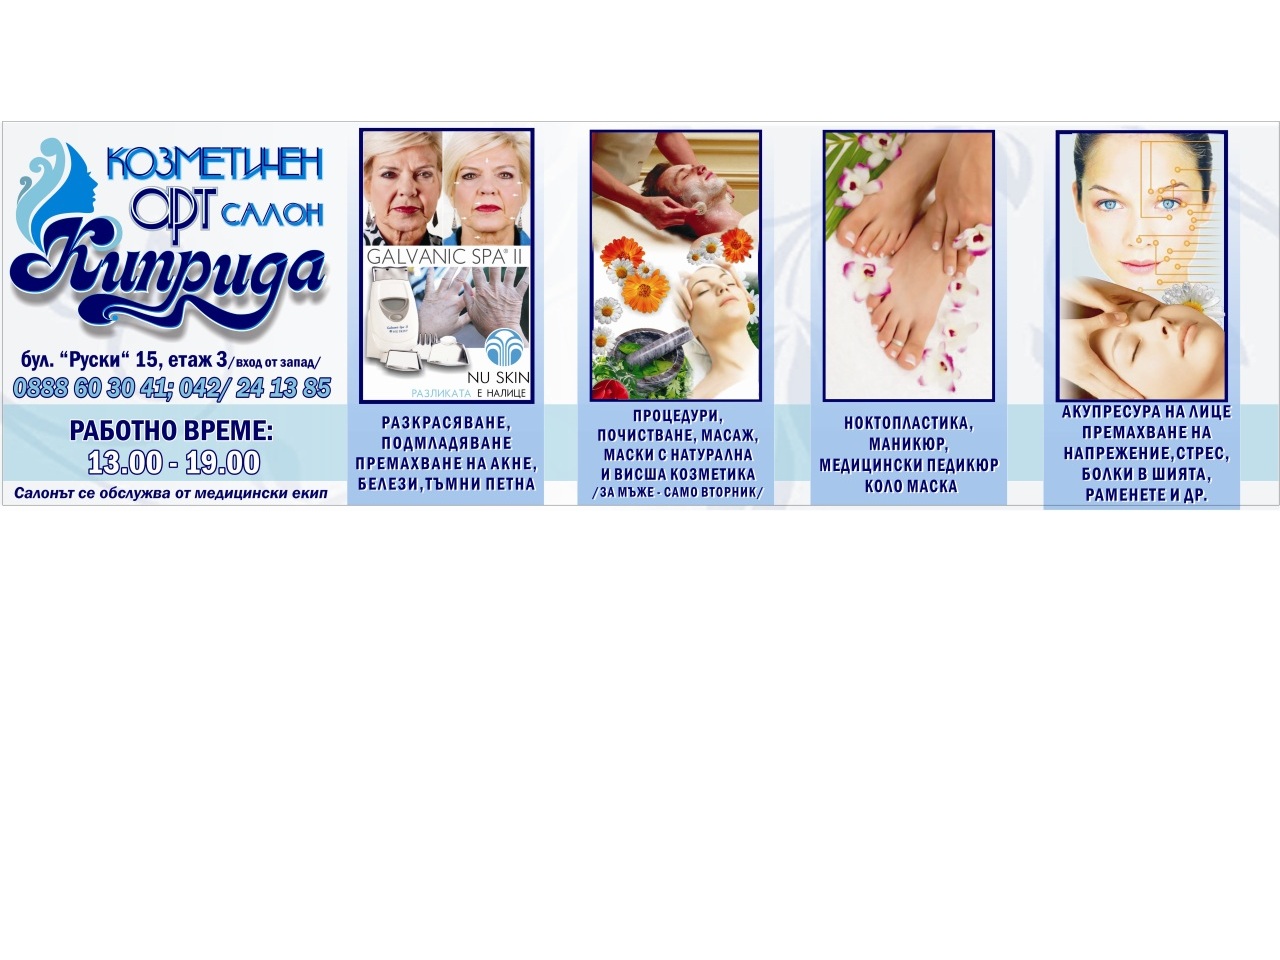 КОЗМЕТИЧЕН
АРТ САЛОН
Киприда
бул. “Руски“ 15, етаж 3 /вход от запад/
0888 60 30 41; 042/ 24 13 85
РАБОТНО ВРЕМЕ:
13.00 - 19.00
Салонът се обслужва от медицински екип
GALVANIC SPA® II
NU SKIN
РАЗЛИКАТА Е НАЛИЦЕ
РАЗКРАСЯВАНЕ,
ПОДМЛАДЯВАНЕ
ПРЕМАХВАНЕ НА АКНЕ,
БЕЛЕЗИ,ТЪМНИ ПЕТНА
ПРОЦЕДУРИ,
ПОЧИСТВАНЕ, МАСАЖ,
МАСКИ С НАТУРАЛНА
И ВИСША КОЗМЕТИКА
/ЗА МЪЖЕ - САМО ВТОРНИК/
НОКТОПЛАСТИКА,
МАНИКЮР,
МЕДИЦИНСКИ ПЕДИКЮР
КОЛО МАСКА
АКУПРЕСУРА НА ЛИЦЕ
ПРЕМАХВАНЕ НА
НАПРЕЖЕНИЕ,СТРЕС,
БОЛКИ В ШИЯТА,
РАМЕНЕТЕ И ДР.